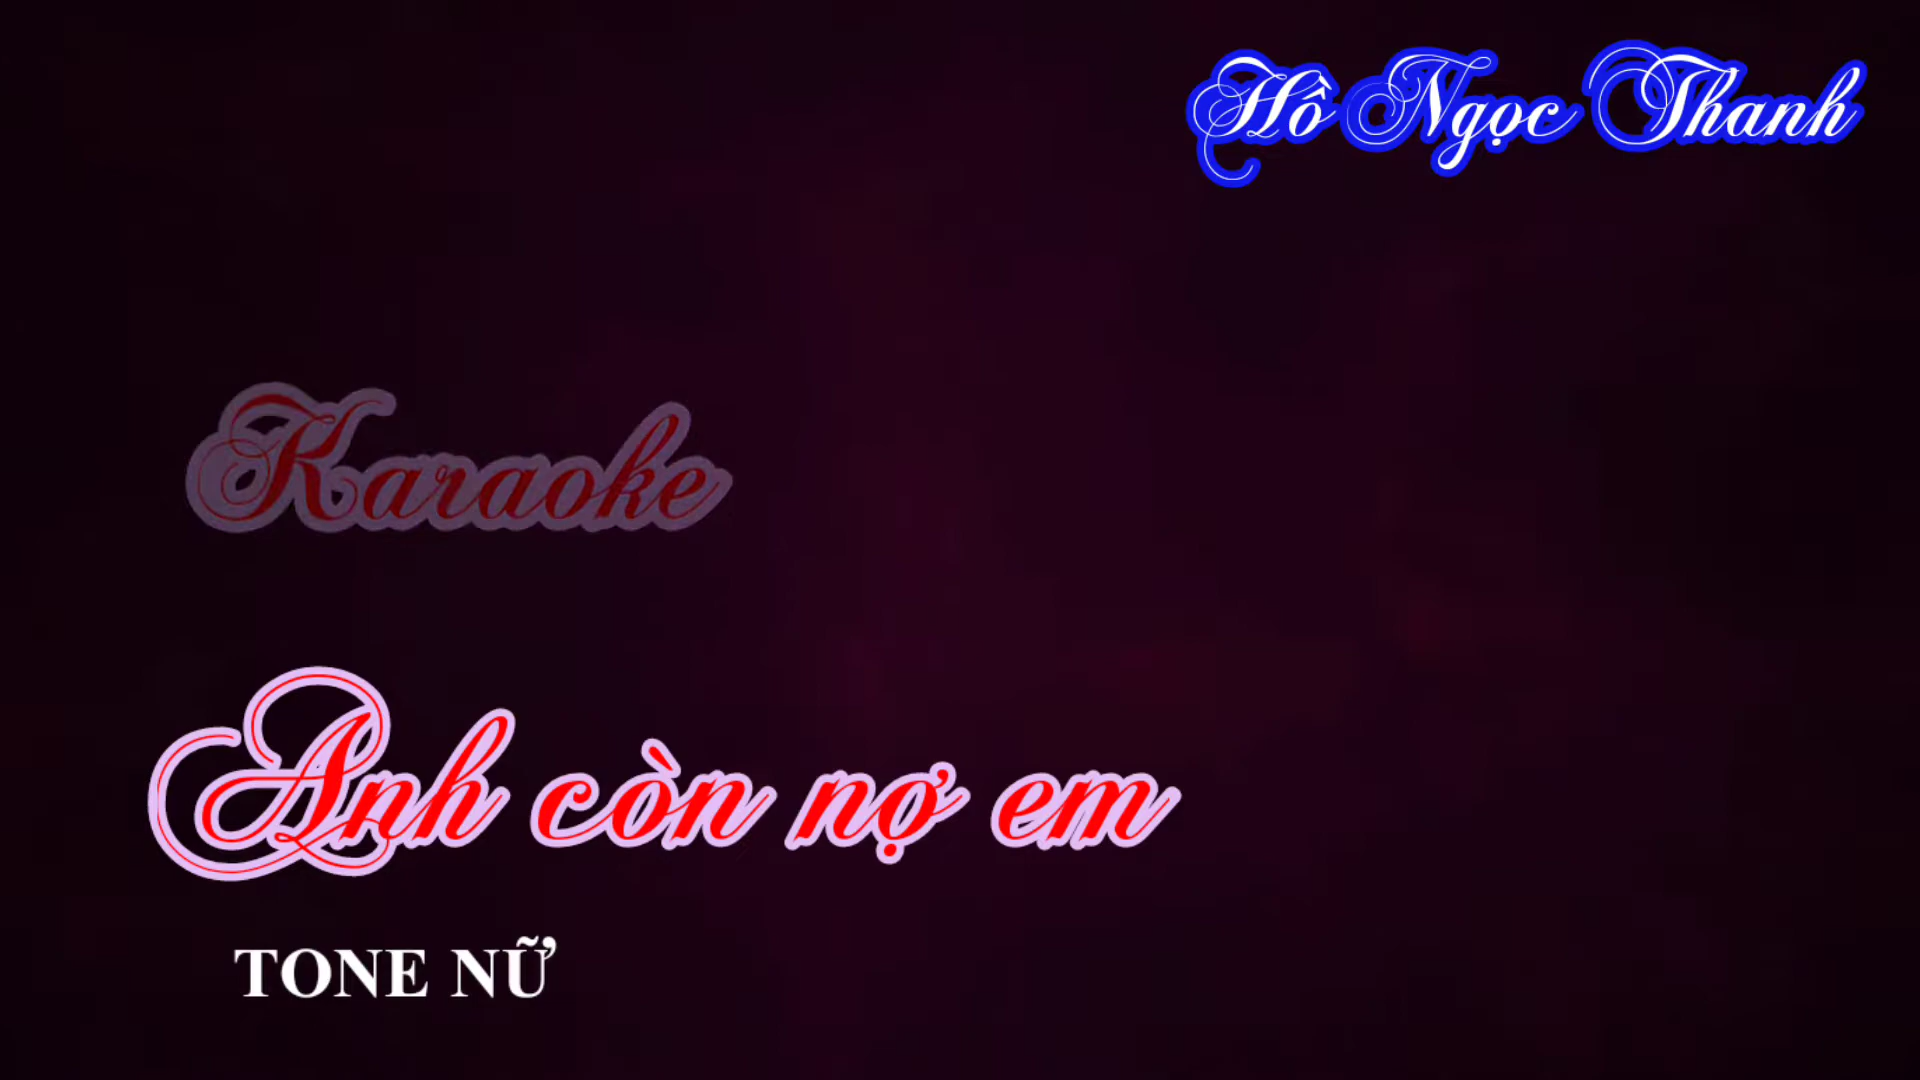 Hồ Ngọc Thanh
Karaoke
Anh còn nợ em
TONE NỮ